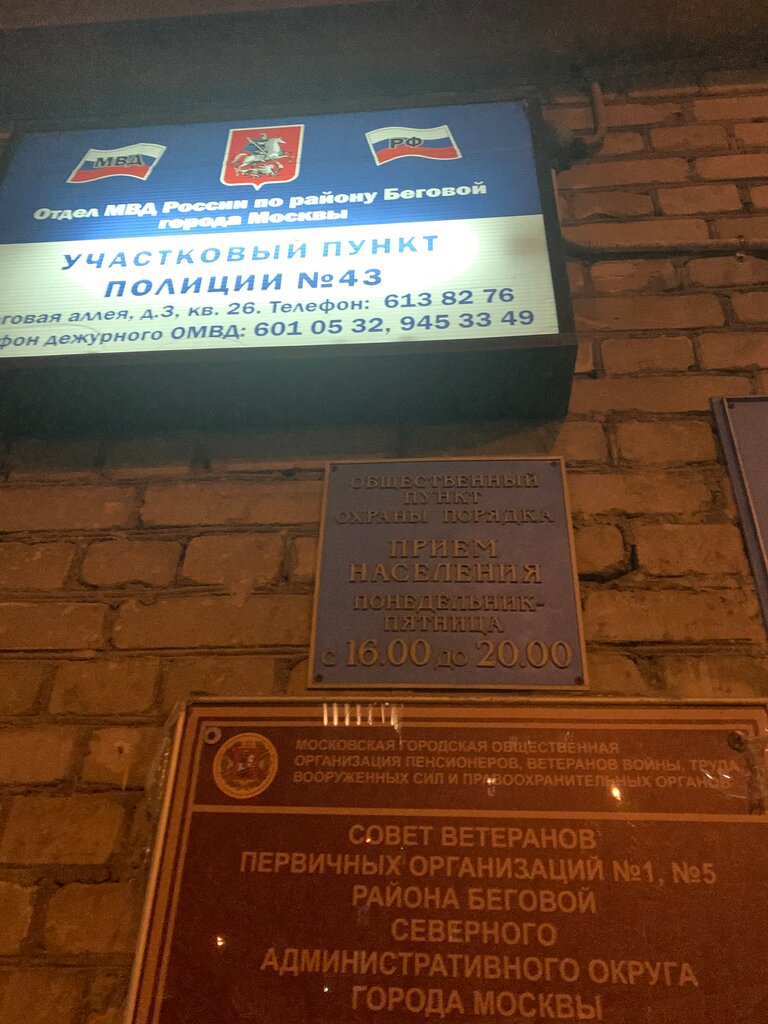 МВД
РФ
Отдел МВД России по району Беговой
города Москвы
УЧАСТКОВЫЙ ПУНКТ
ПОЛИЦИИ №43
говая аллея, д.3, кв. 26. Телефон: 613 82 76
фон дежурного ОМВД: 601 05 32, 945 33 49
ОБЩЕСТВЕННЫЙ
ПУНКТ
ОХРАНЫ ПОРЯДКА
ПРИЕМ
НАСЕЛЕНИЯ
ПОНЕДЕЛЬНИК-
ПЯТНИЦА
С 16.00 ДО 20.00
МОСКОВСКАЯ ГОРОДСКАЯ ОБЩЕСТВЕННАЯ
ОРГАНИЗАЦИЯ ПЕНСИОНЕРОВ, ВЕТЕРАНОВ ВОЙНЫ, ТРУДА,
ВООРУЖЕННЫХ СИЛ И ПРАВООХРАНИТЕЛЬНЫХ ОРГАНОВ
СОВЕТ ВЕТЕРАНОВ
ПЕРВИЧНЫХ ОРГАНИЗАЦИЙ №1, №5
РАЙОНА БЕГОВОЙ
СЕВЕРНОГО
АДМИНИСТРАТИВНОГО ОКРУГА
ГОРОДА МОСКВЫ